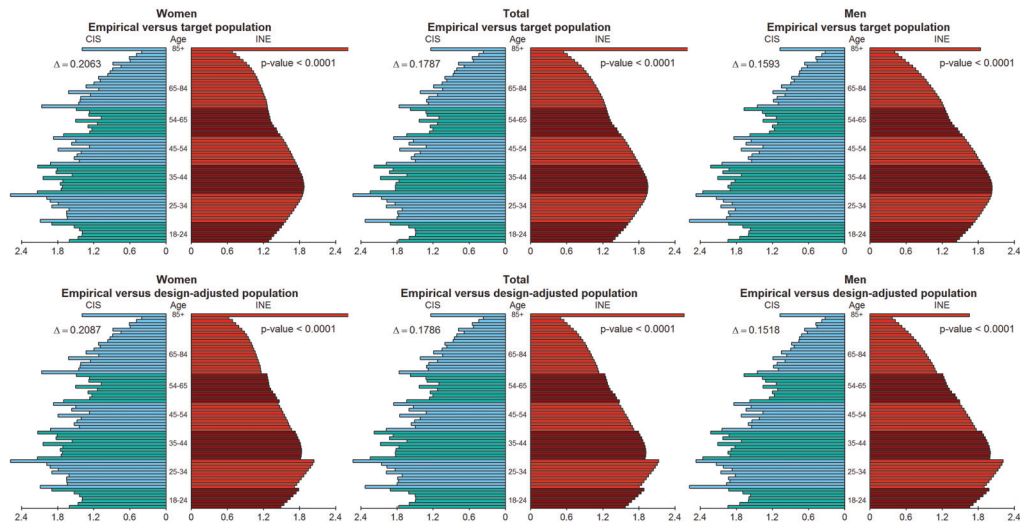 Women Total Men
Empirical versus target population Empirical versus target population Empirical versus target population
CIS Age INE CIS Age INE CIS Age INE
85+ 85+ 85+
Δ = 0.2063 p-value < 0.0001 Δ = 0.1787 p-value < 0.0001 Δ = 0.1593 p-value < 0.0001
65-84 65-84 65-84
54-65 54-65 54-65
45-54 45-54 45-54
35-44 35-44 35-44
25-34 25-34 25-34
18-24 18-24 18-24
2.4 1.8 1.2 0.6 0 0 0.6 1.2 1.8 2.4 2.4 1.8 1.2 0.6 0 0 0.6 1.2 1.8 2.4 2.4 1.8 1.2 0.6 0 0 0.6 1.2 1.8 2.4
Women Total Men
Empirical versus design-adjusted population Empirical versus design-adjusted population Empirical versus design-adjusted population
CIS Age INE CIS Age INE CIS Age INE
85+ 85+ 85+
Δ = 0.2087 p-value < 0.0001 Δ = 0.1786 p-value < 0.0001 Δ = 0.1518 p-value < 0.0001
65-84 65-84 65-84
54-65 54-65 54-65
45-54 45-54 45-54
35-44 35-44 35-44
25-34 25-34 25-34
18-24 18-24 18-24
2.4 1.8 1.2 0.6 0 0 0.6 1.2 1.8 2.4 2.4 1.8 1.2 0.6 0 0 0.6 1.2 1.8 2.4 2.4 1.8 1.2 0.6 0 0 0.6 1.2 1.8 2.4